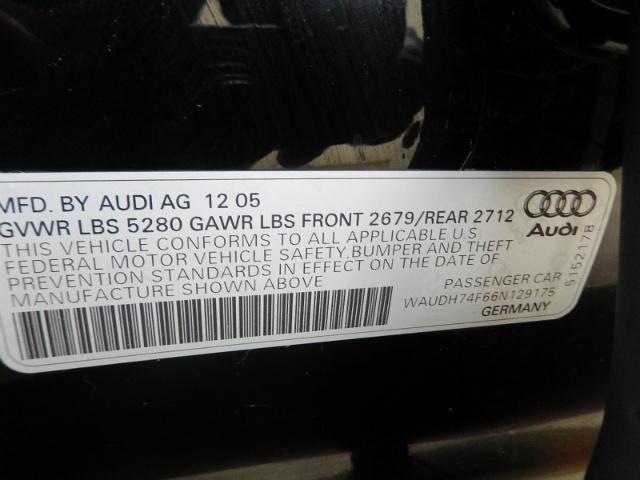 MFD. BY AUDI AG 12 05
GVWR LBS 5280 GAWR LBS FRONT 2679/REAR 2712
THIS VEHICLE CONFORMS TO ALL APPLICABLE U.S
FEDERAL MOTOR VEHICLE SAFETY, BUMPER AND THEFT
PREVENTION STANDARDS IN EFFECT ON THE DATE OF
MANUFACTURE SHOWN ABOVE
Audi
PASSENGER CAR
WAUDH74F66N129175
GERMANY
5152178